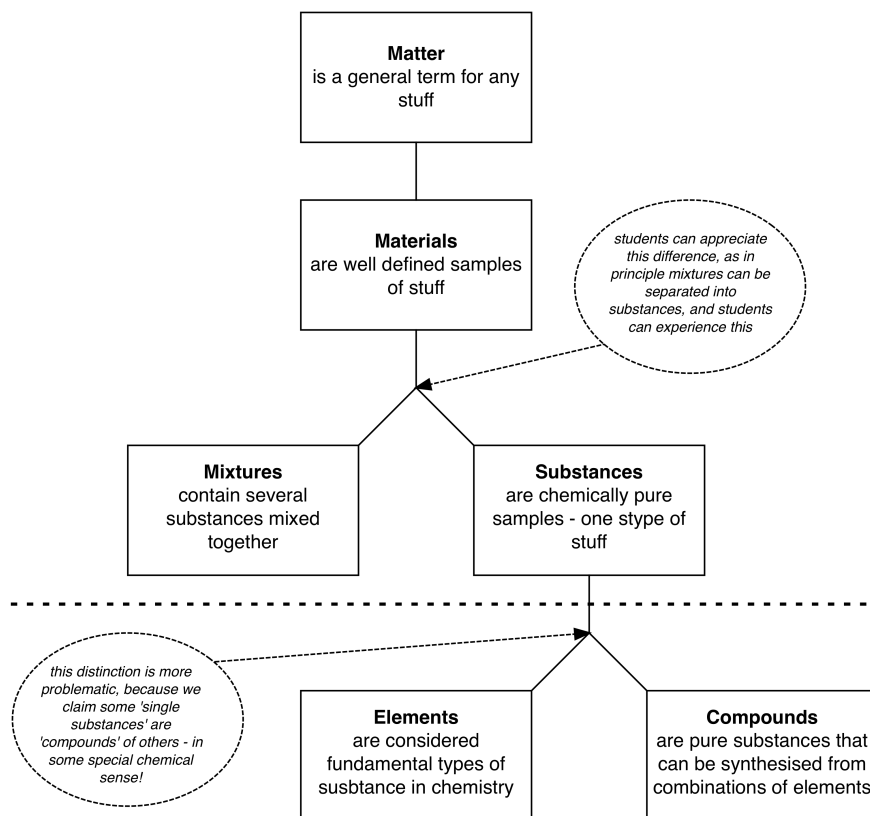 Matter
is a general term for any
stuff
Materials
are well defined samples
of stuff
students can appreciate
this difference, as in
principle mixtures can be
separated into
substances, and students
can experience this
Mixtures
contain several
substances mixed
together
Substances
are chemically pure
samples - one stype of
stuff
this distinction is more
problematic, because we
claim some 'single
substances' are
'compounds' of others - in
some special chemical
sense!
Elements
are considered
fundamental types of
susbtance in chemistry
Compounds
are pure substances that
can be synthesised from
combinations of elements